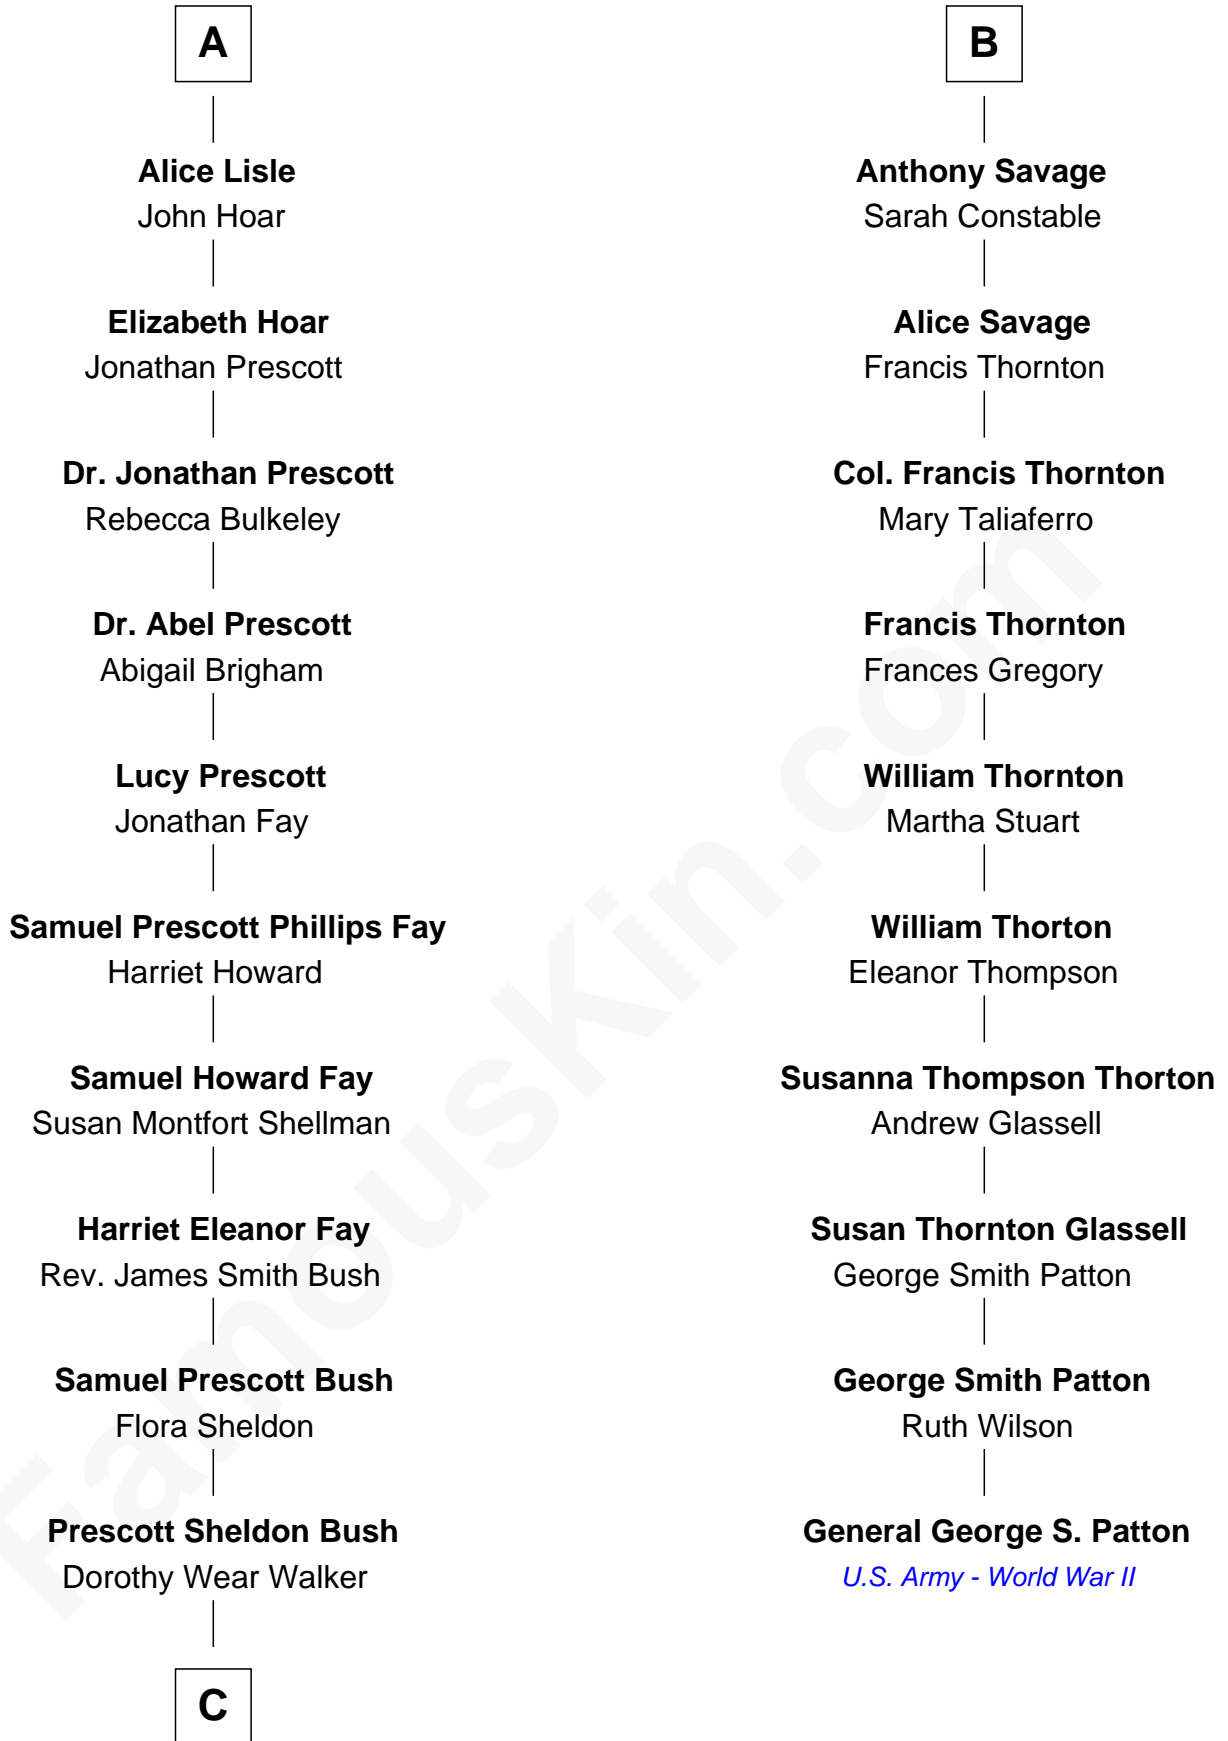 A
Alice Lisle
John Hoar
Elizabeth Hoar
Jonathan Prescott
Dr. Jonathan Prescott
Rebecca Bulkeley
Dr. Abel Prescott
Abigail Brigham
Lucy Prescott
Jonathan Fay
Samuel Prescott Phillips Fay
Harriet Howard
Samuel Howard Fay
Susan Montfort Shellman
Harriet Eleanor Fay
Rev. James Smith Bush
Samuel Prescott Bush
Flora Sheldon
Prescott Sheldon Bush
Dorothy Wear Walker
C
B
Anthony Savage
Sarah Constable
Alice Savage
Francis Thornton
Col. Francis Thornton
Mary Taliaferro
Francis Thornton
Frances Gregory
William Thornton
Martha Stuart
William Thorton
Eleanor Thompson
Susanna Thompson Thorton
Andrew Glassell
Susan Thornton Glassell
George Smith Patton
George Smith Patton
Ruth Wilson
General George S. Patton
U.S. Army - World War II
FamousKin.com